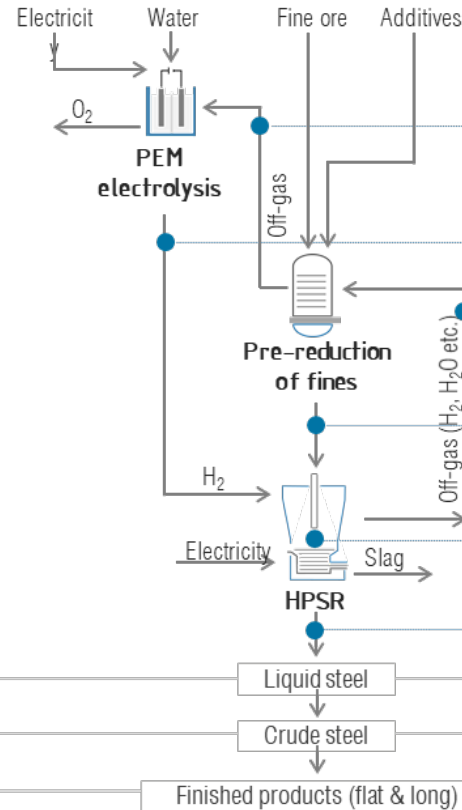 Electricit
y
Water
Fine ore
Additives
O₂
PEM
electrolysis
Off-gas
Pre-reduction
of fines
Off-gas (H₂, H₂O etc.)
H₂
Electricity
Slag
HPSR
Liquid steel
Crude steel
Finished products (flat & long)